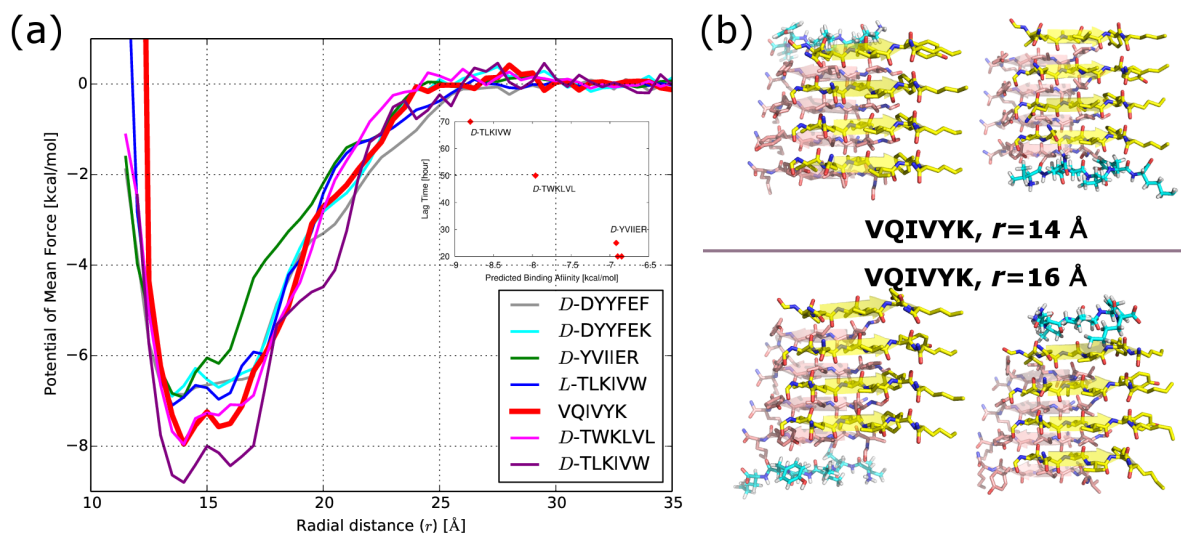 (a)
(b)
Potential of Mean Force [kcal/mol]
0
−2
−4
−6
−8
10
15
20
25
30
35
Radial distance (r) [Å]
Lag Time [hour]
70
60
50
40
30
20
-9
-8.5
-8
-7.5
-7
-6.5
Predicted Binding Affinity [kcal/mol]
D-TLKIVW
D-TWKLVL
D-YVIIER
D-DYYFEF
D-DYYFEK
D-YVIIER
L-TLKIVW
VQIVYK
D-TWKLVL
D-TLKIVW
VQIVYK, r=14 Å
VQIVYK, r=16 Å